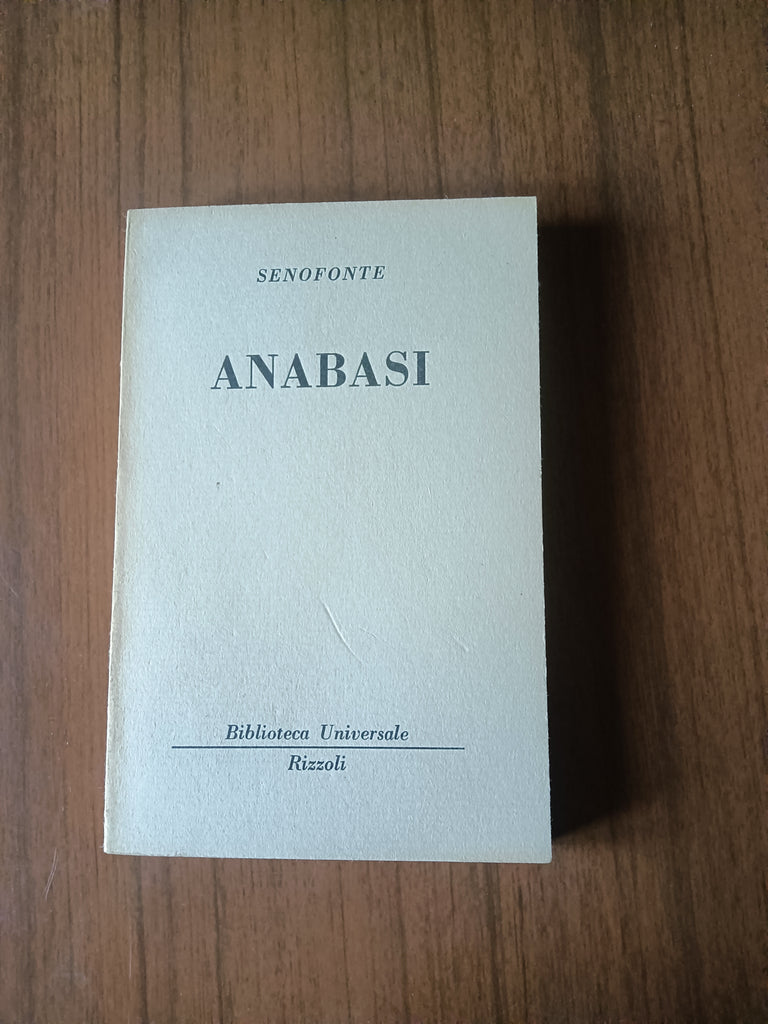 SENOFONTE
ANABASI
Biblioteca Universale
Rizzoli